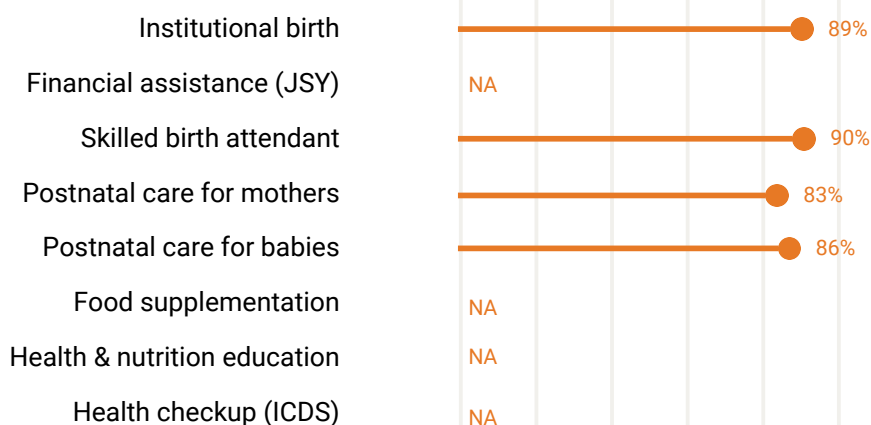 Institutional birth 89%
Financial assistance (JSY) NA
Skilled birth attendant 90%
Postnatal care for mothers 83%
Postnatal care for babies 86%
Food supplementation NA
Health & nutrition education NA
Health checkup (ICDS) NA